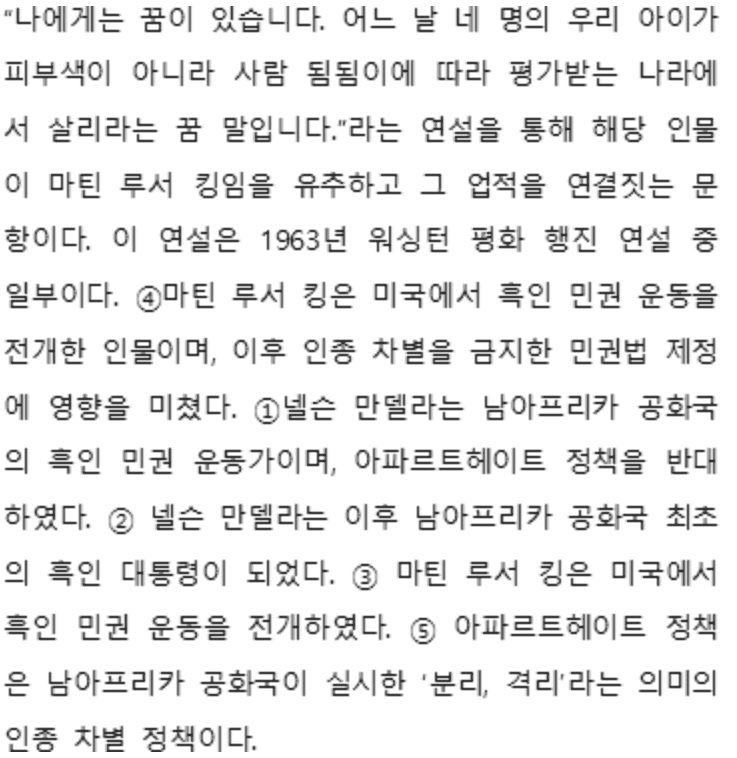 “나에게는 꿈이 있습니다. 어느 날 네 명의 우리 아이가
피부색이 아니라 사람 됨됨이에 따라 평가받는 나라에
서 살리라는 꿈 말입니다.”라는 연설을 통해 해당 인물
이 마틴 루서 킹임을 유추하고 그 업적을 연결짓는 문
항이다. 이 연설은 1963년 워싱턴 평화 행진 연설 중
일부이다. ④마틴 루서 킹은 미국에서 흑인 민권 운동을
전개한 인물이며, 이후 인종 차별을 금지한 민권법 제정
에 영향을 미쳤다. ①넬슨 만델라는 남아프리카 공화국
의 흑인 민권 운동가이며, 아파르트헤이트 정책을 반대
하였다. ② 넬슨 만델라는 이후 남아프리카 공화국 최초
의 흑인 대통령이 되었다. ③ 마틴 루서 킹은 미국에서
흑인 민권 운동을 전개하였다. ⑤ 아파르트헤이트 정책
은 남아프리카 공화국이 실시한 ‘분리, 격리’라는 의미의
인종 차별 정책이다.